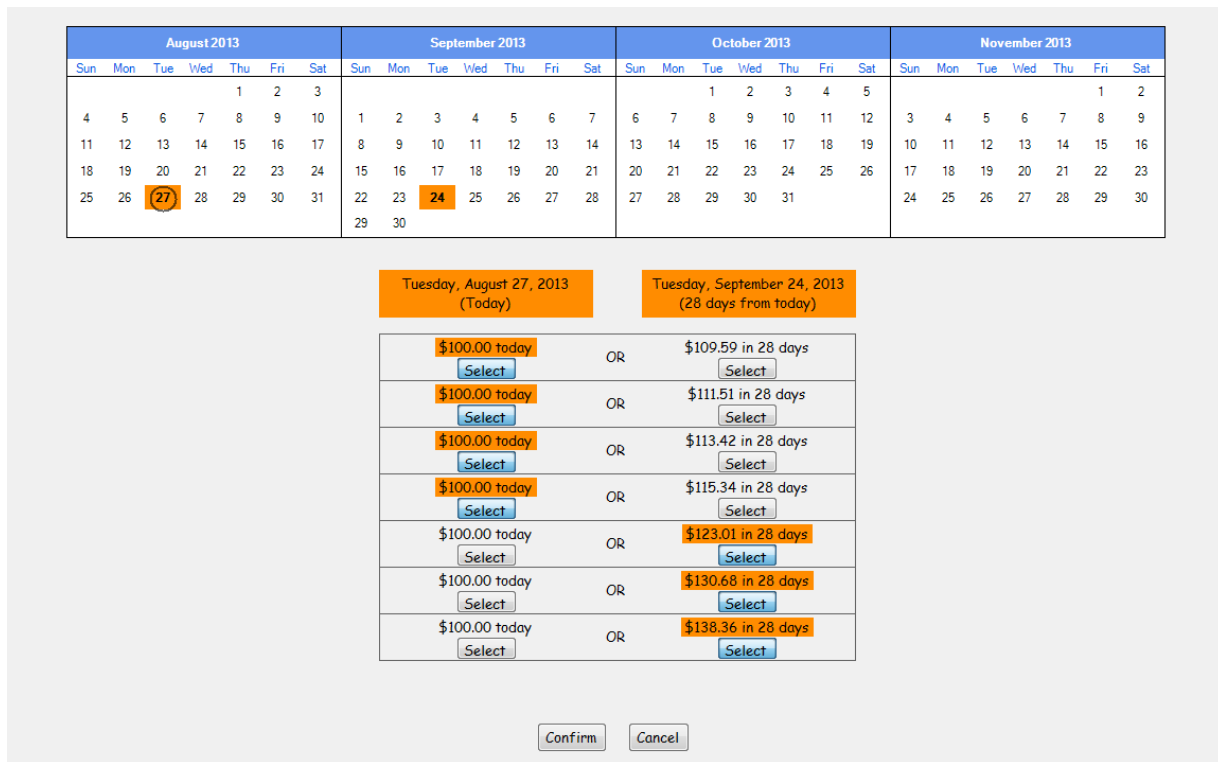 August 2013 September 2013 October 2013 November 2013
Sun Mon Tue Wed Thu Fri Sat Sun Mon Tue Wed Thu Fri Sat Sun Mon Tue Wed Thu Fri Sat Sun Mon Tue Wed Thu Fri Sat
1 2 3 1 2 3 4 5 1 2
4 5 6 7 8 9 10 1 2 3 4 5 6 7 6 7 8 9 10 11 12 3 4 5 6 7 8 9
11 12 13 14 15 16 17 8 9 10 11 12 13 14 13 14 15 16 17 18 19 10 11 12 13 14 15 16
18 19 20 21 22 23 24 15 16 17 18 19 20 21 20 21 22 23 24 25 26 17 18 19 20 21 22 23
25 26 27 28 29 30 31 22 23 24 25 26 27 28 27 28 29 30 31 24 25 26 27 28 29 30
29 30
Tuesday, August 27, 2013 Tuesday, September 24, 2013
(Today) (28 days from today)
$100.00 today OR $109.59 in 28 days
Select Select
$100.00 today OR $111.51 in 28 days
Select Select
$100.00 today OR $113.42 in 28 days
Select Select
$100.00 today OR $115.34 in 28 days
Select Select
$100.00 today OR $123.01 in 28 days
Select Select
$100.00 today OR $130.68 in 28 days
Select Select
$100.00 today OR $138.36 in 28 days
Select Select
Confirm Cancel